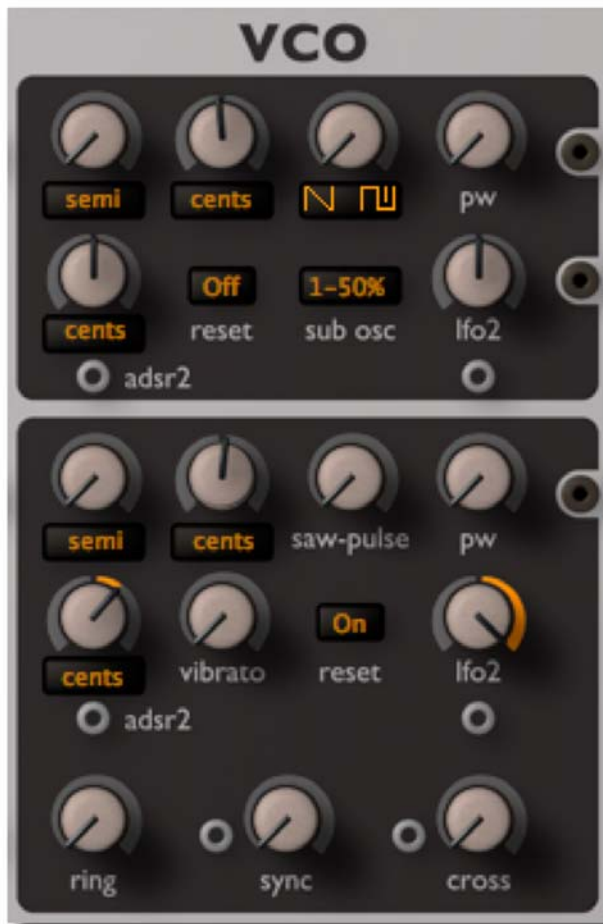 VCO
semi cents pw
cents Off 1-50% lfo2
reset sub osc
adsr2
semi cents saw-pulse pw
cents vibrato On lfo2
reset
adsr2
ring sync cross